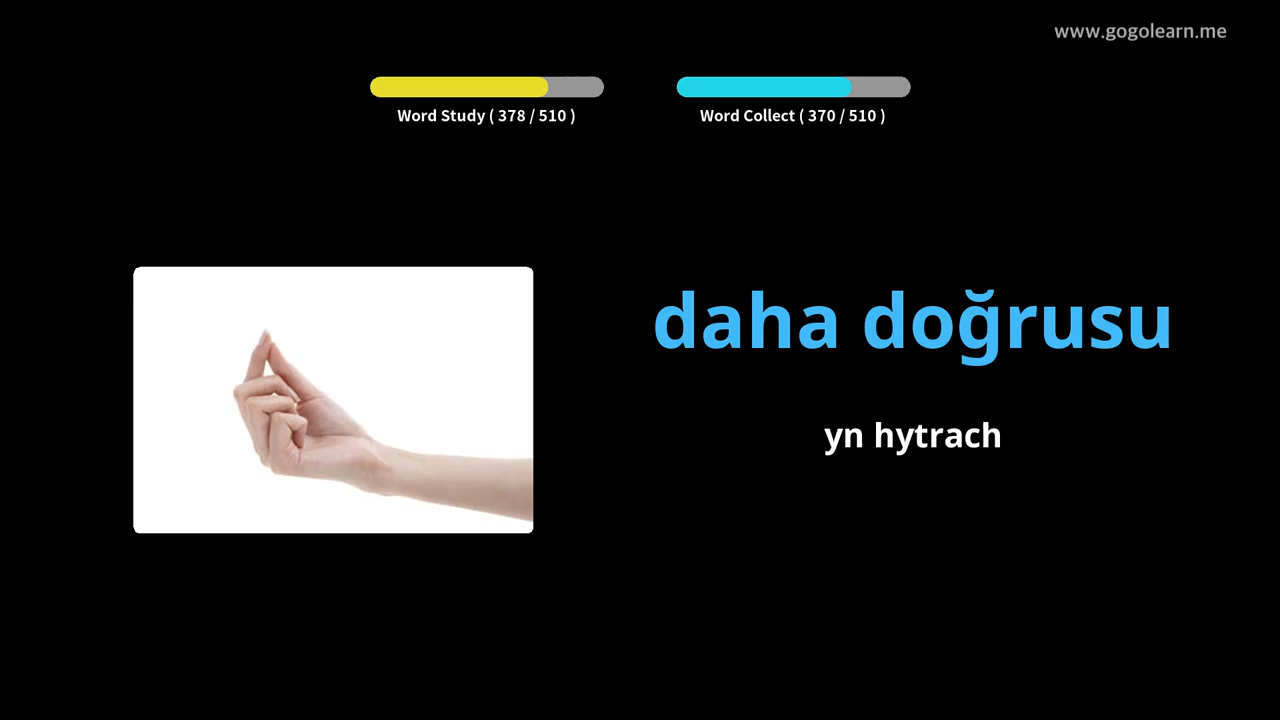 www.gogolearn.me
Word Study ( 378 / 510 )
Word Collect ( 370 / 510 )
daha doğrusu
yn hytrach